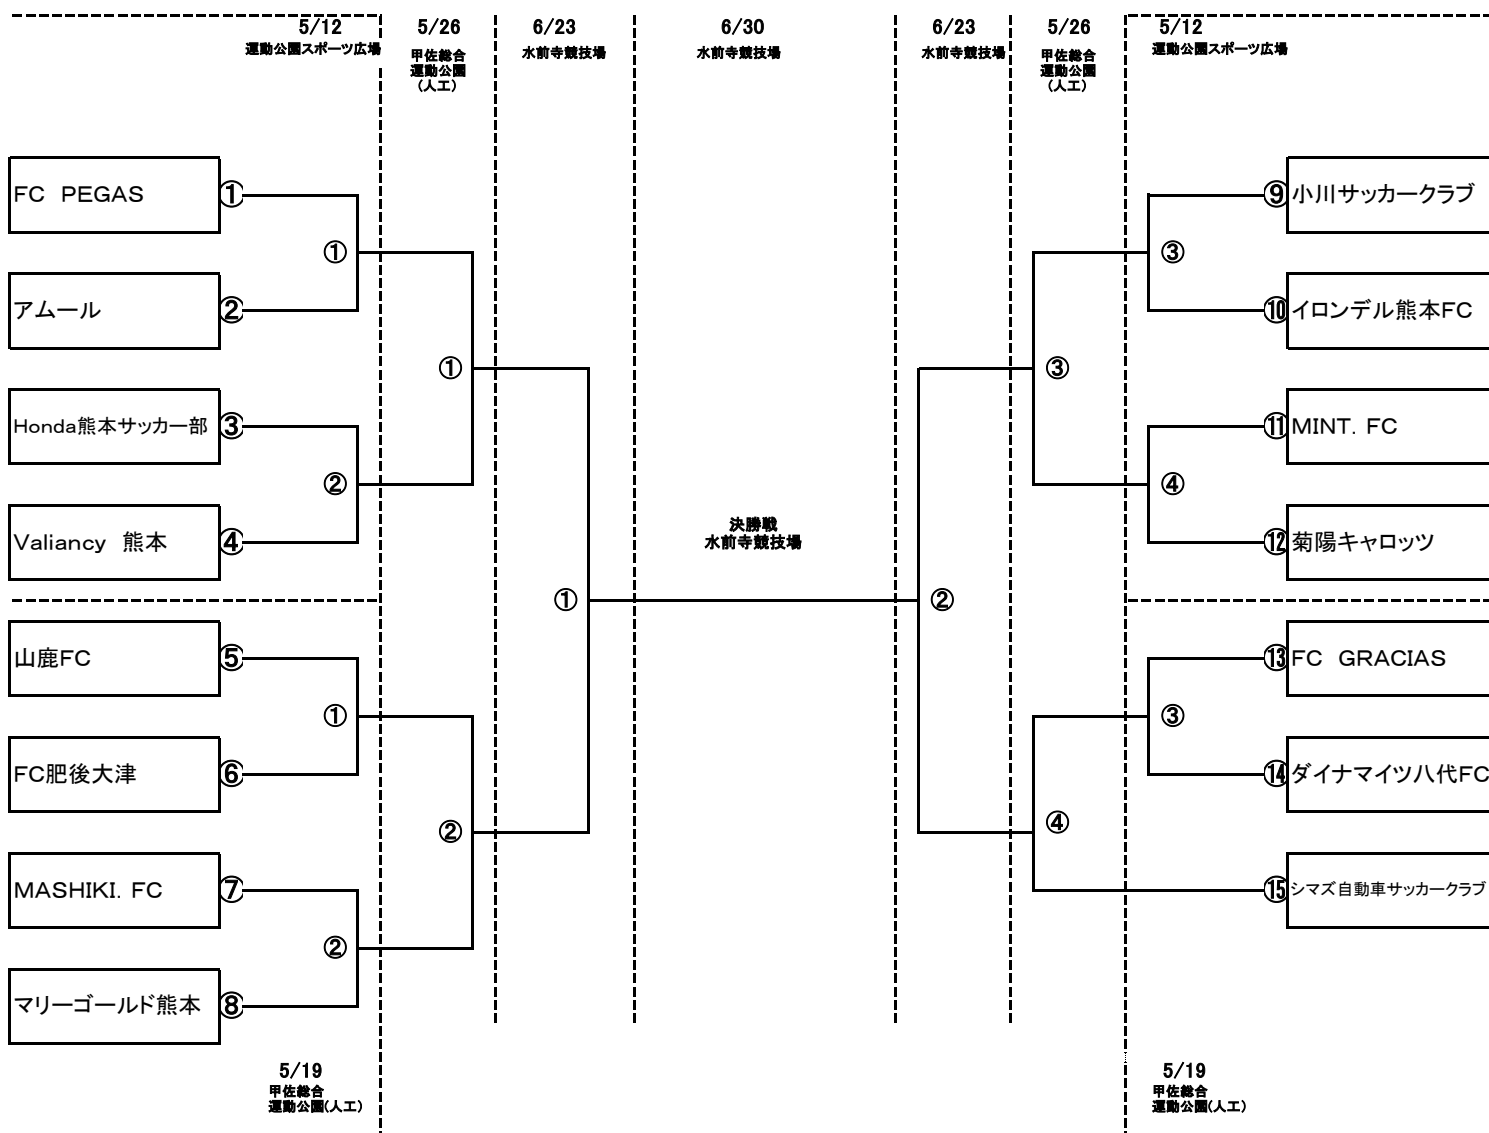 5/12
運動公園スポーツ広場
5/26
甲佐総合
運動公園
(人工)
6/23
水前寺競技場
6/30
水前寺競技場
6/23
水前寺競技場
5/26
甲佐総合
運動公園
(人工)
5/12
運動公園スポーツ広場
FC PEGAS ①
①
アムール ②
①
Honda熊本サッカー部 ③
②
Valiancy 熊本 ④
①
山鹿FC ⑤
①
FC肥後大津 ⑥
②
MASHIKI. FC ⑦
②
マリーゴールド熊本 ⑧
決勝戦
水前寺競技場
⑨ 小川サッカークラブ
③
⑩ イロンデル熊本FC
③
⑪ MINT. FC
④
⑫ 菊陽キャロッツ
②
⑬ FC GRACIAS
③
⑭ ダイナマイツ八代FC
④
⑮ シマズ自動車サッカークラブ
5/19
甲佐総合
運動公園(人工)
5/19
甲佐総合
運動公園(人工)